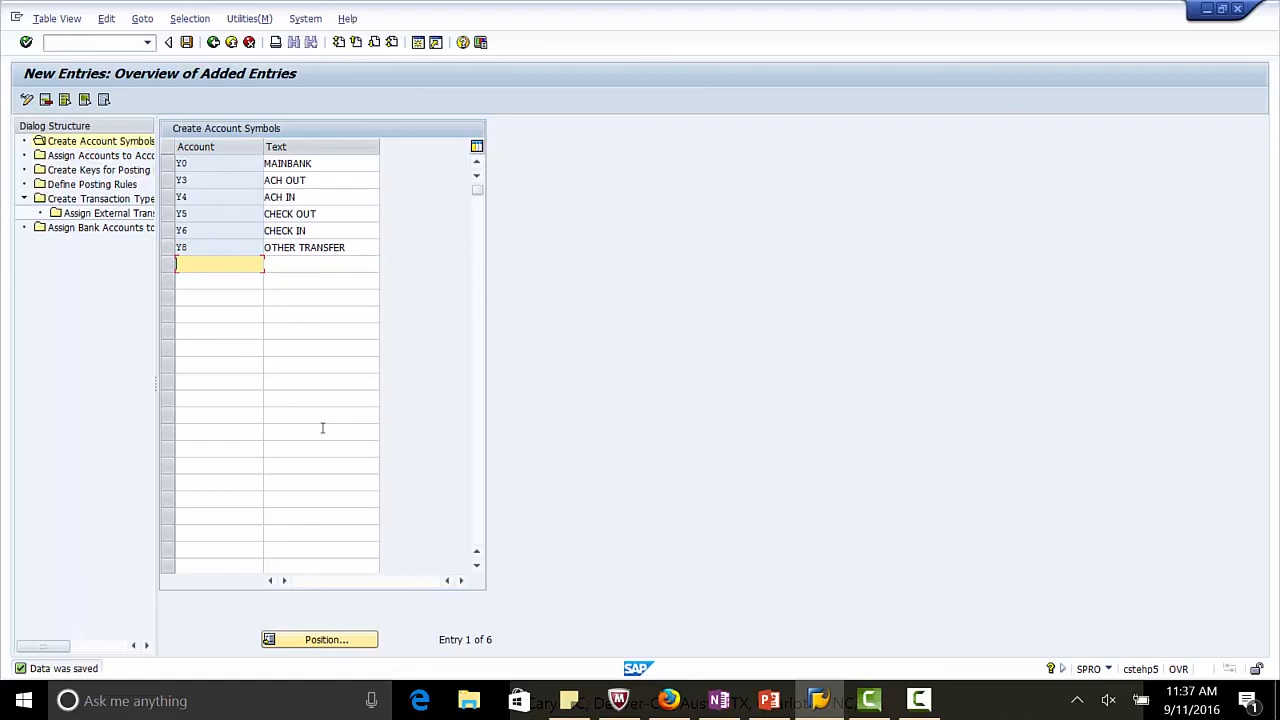 Table View Edit Goto Selection Utilities(M) System Help
New Entries: Overview of Added Entries
Dialog Structure
Create Account Symbols
Assign Accounts to Acco
Create Keys for Posting
Define Posting Rules
Create Transaction Type
Assign External Tran
Assign Bank Accounts to
Create Account Symbols
Account Text
Y0 MAINBANK
Y3 ACH OUT
Y4 ACH IN
Y5 CHECK OUT
Y6 CHECK IN
Y8 OTHER TRANSFER
Position... Entry 1 of 6
Data was saved
SAP
SPRO cstehp5 OVR
Ask me anything
11:37 AM
9/11/2016